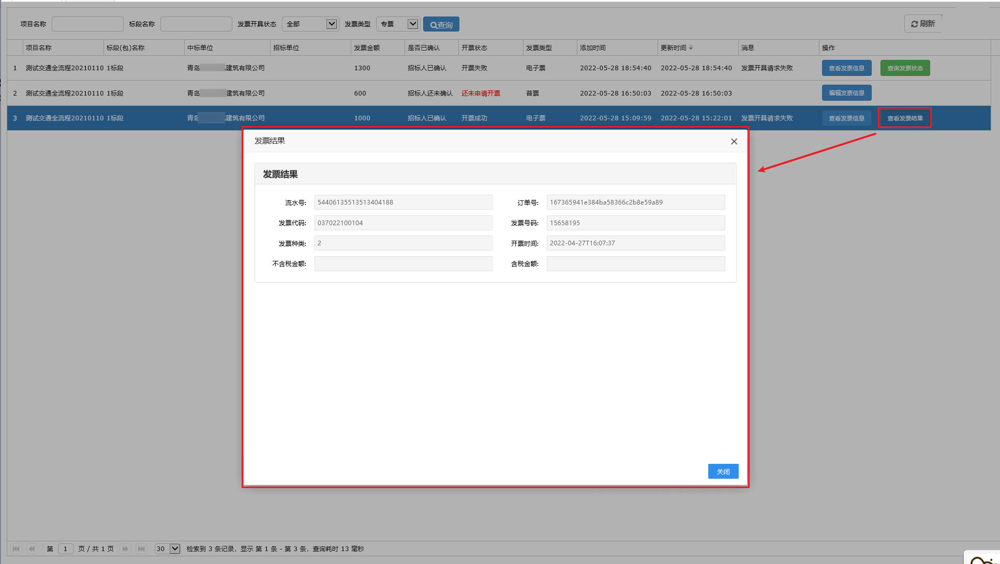 项目名称 标段名称 发票开具状态 全部 发票类型 专票 查询 刷新
项目名称 标段(包)名称 中标单位 招标单位 发票金额 是否已确认 开票状态 发票类型 添加时间 更新时间 消息 操作
1 测试交通全流程20210110 1标段 青岛 建筑有限公司 1300 招标人已确认 开票失败 电子票 2022-05-28 18:54:40 2022-05-28 18:54:40 发票开具请求失败 查看发票信息 查询发票状态
2 测试交通全流程20210110 1标段 青岛 建筑有限公司 600 招标人还未确认 还未申请开票 普票 2022-05-28 16:50:03 2022-05-28 16:50:03 编辑发票信息
3 测试交通全流程20210110 1标段 青岛 建筑有限公司 1000 招标人已确认 开票成功 电子票 2022-05-28 15:09:59 2022-05-28 15:22:01 发票开具请求失败 查看发票信息 查看发票结果
发票结果
发票结果
流水号: 54406135513513404188 订单号: 167365941e384ba58366c2b8e59a89
发票代码: 037022100104 发票号码: 15658195
发票种类: 2 开票时间: 2022-04-27T16:07:37
不含税金额: 含税金额:
关闭
第 1 页 / 共 1 页 30 检索到 3 条记录，显示 第 1 条 - 第 3 条，查询耗时 13 毫秒